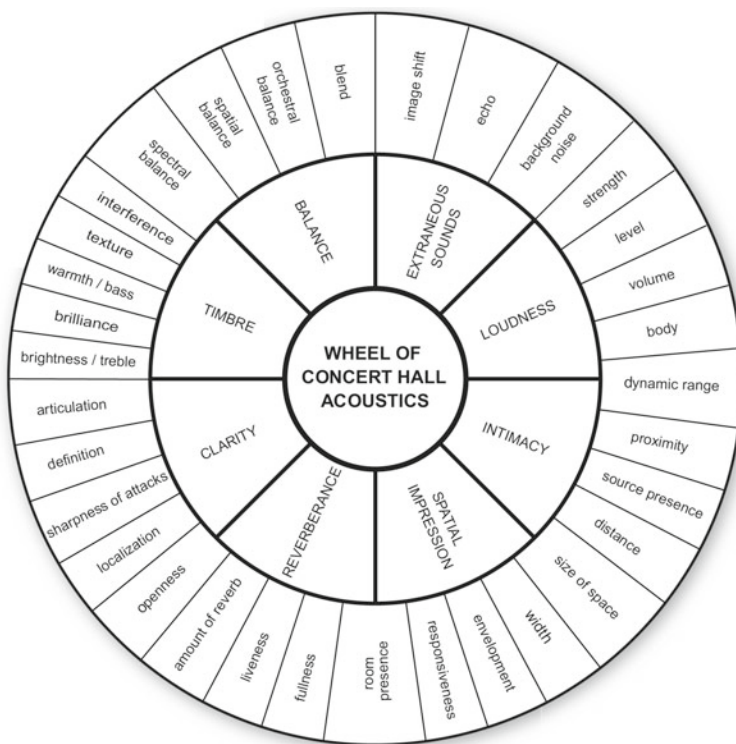 WHEEL OF
CONCERT HALL
ACOUSTICS
EXTRANEOUS
SOUNDS
LOUDNESS
INTIMACY
SPATIAL
IMPRESSION
REVERBERANCE
CLARITY
TIMBRE
BALANCE
image shift
echo
background
noise
strength
level
volume
body
dynamic range
proximity
source presence
distance
size of space
width
envelopment
responsiveness
room
presence
fullness
liveness
amount of reverb
openness
localization
sharpness of attacks
definition
articulation
brightness / treble
brilliance
warmth / bass
texture
interference
spectral
balance
spatial
balance
orchestral
balance
blend